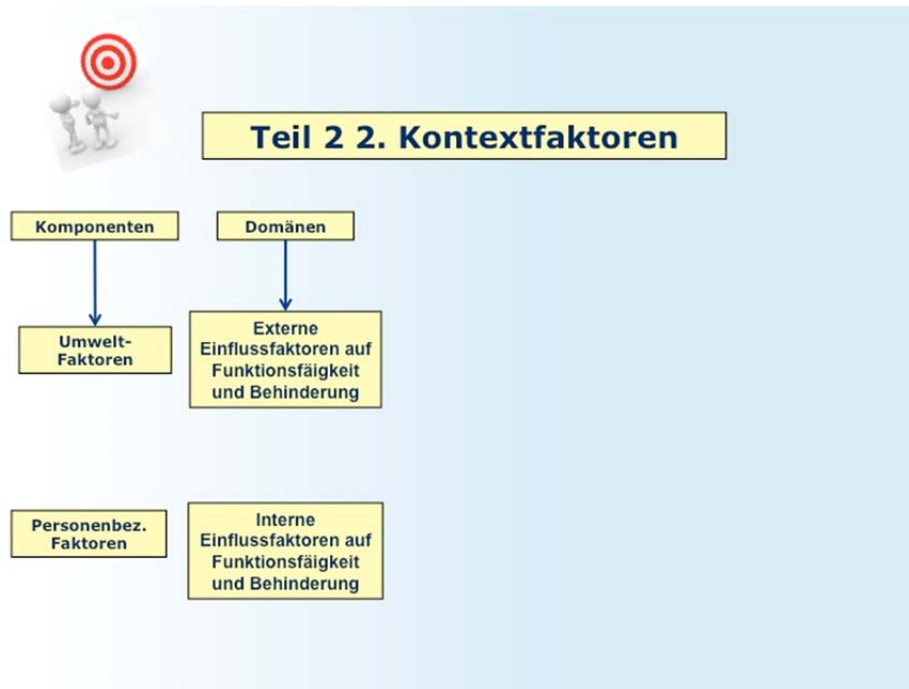 Teil 2 2. Kontextfaktoren
Komponenten
Domänen
Umwelt-
Faktoren
Externe
Einflussfaktoren auf
Funktionsfäigkeit
und Behinderung
Personenbez.
Faktoren
Interne
Einflussfaktoren auf
Funktionsfäigkeit
und Behinderung